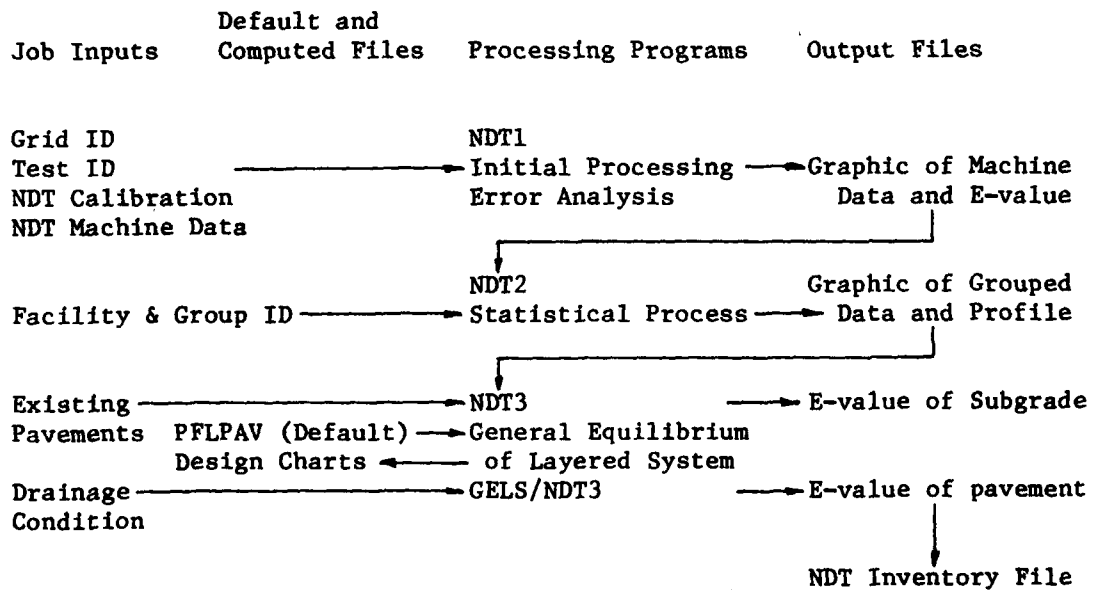 Default and
Job Inputs Computed Files Processing Programs Output Files
Grid ID NDT1
Test ID Initial Processing Graphic of Machine
NDT Calibration Error Analysis Data and E-value
NDT Machine Data
NDT2 Graphic of Grouped
Facility & Group ID Statistical Process Data and Profile
Existing NDT3 E-value of Subgrade
Pavements PFLPAV (Default) General Equilibrium
Design Charts of Layered System
Drainage GELS/NDT3 E-value of pavement
Condition
NDT Inventory File